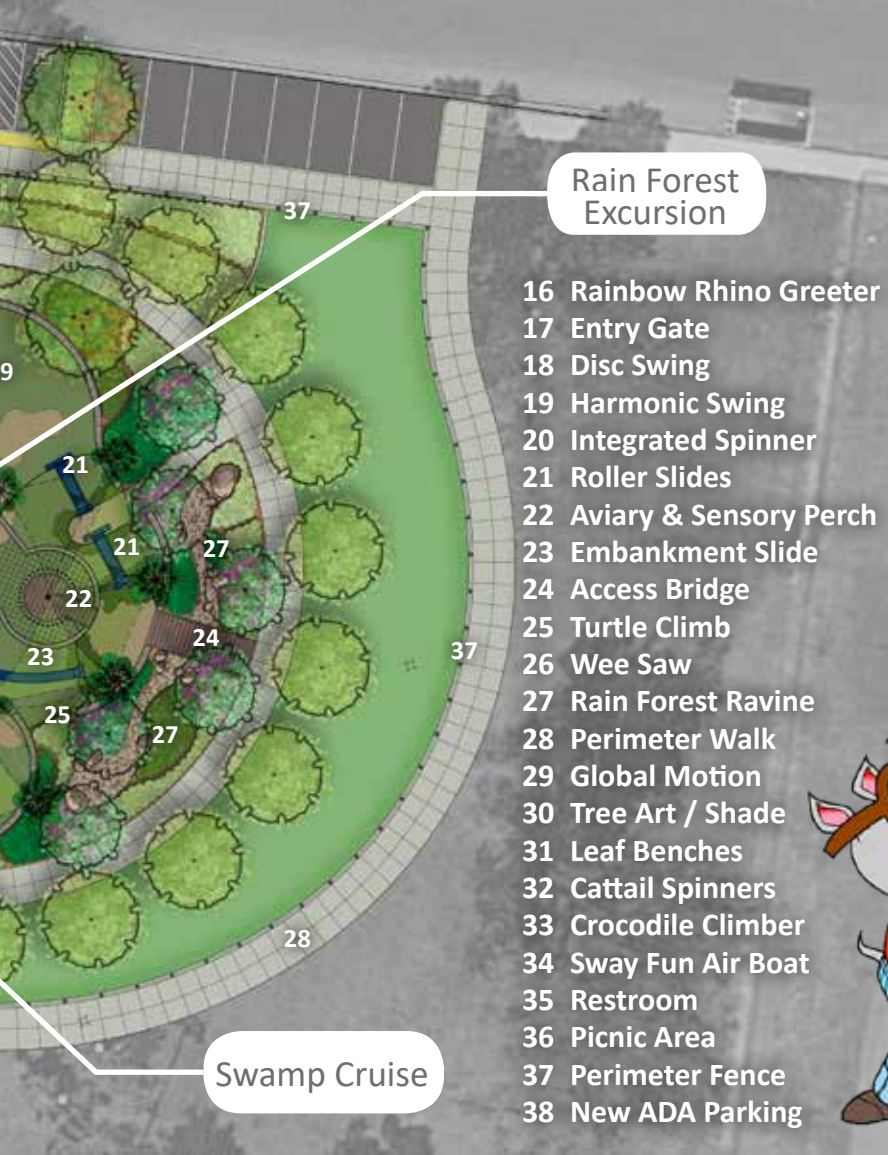 37
Rain Forest
Excursion
9
21
21
27
22
24
23
37
25
27
28
Swamp Cruise
16 Rainbow Rhino Greeter
17 Entry Gate
18 Disc Swing
19 Harmonic Swing
20 Integrated Spinner
21 Roller Slides
22 Aviary & Sensory Perch
23 Embankment Slide
24 Access Bridge
25 Turtle Climb
26 Wee Saw
27 Rain Forest Ravine
28 Perimeter Walk
29 Global Motion
30 Tree Art / Shade
31 Leaf Benches
32 Cattail Spinners
33 Crocodile Climber
34 Sway Fun Air Boat
35 Restroom
36 Picnic Area
37 Perimeter Fence
38 New ADA Parking